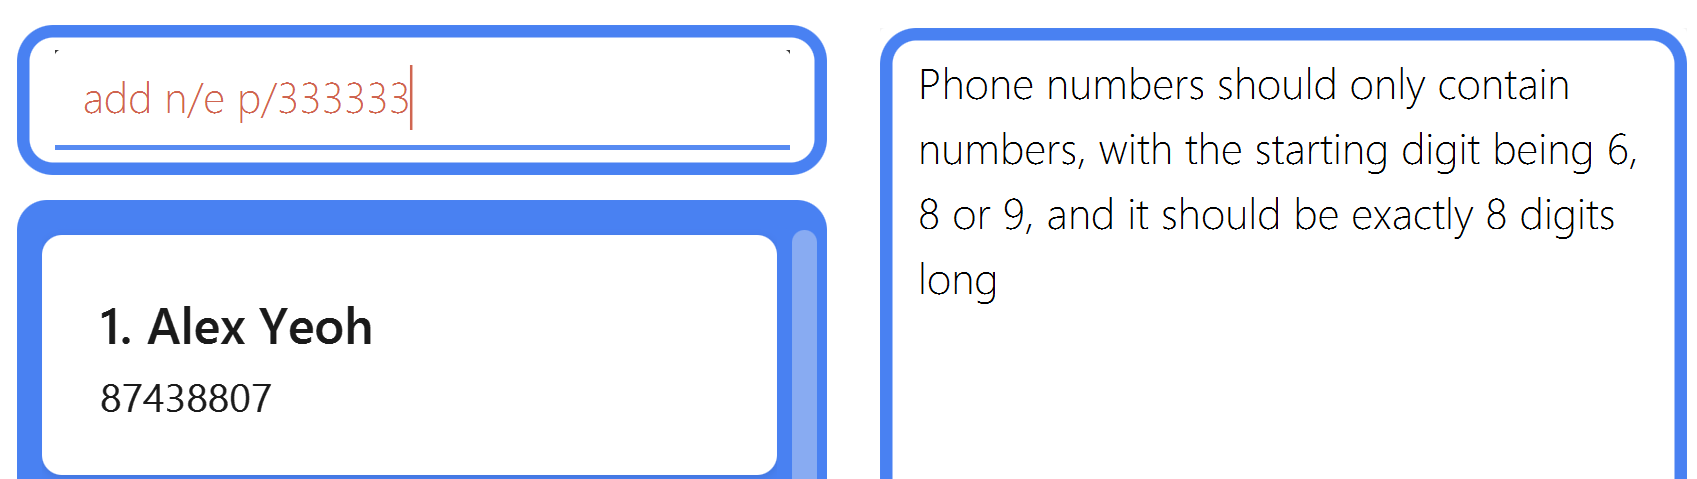 add n/e p/333333
1. Alex Yeoh
87438807
Phone numbers should only contain
numbers, with the starting digit being 6,
8 or 9, and it should be exactly 8 digits
long